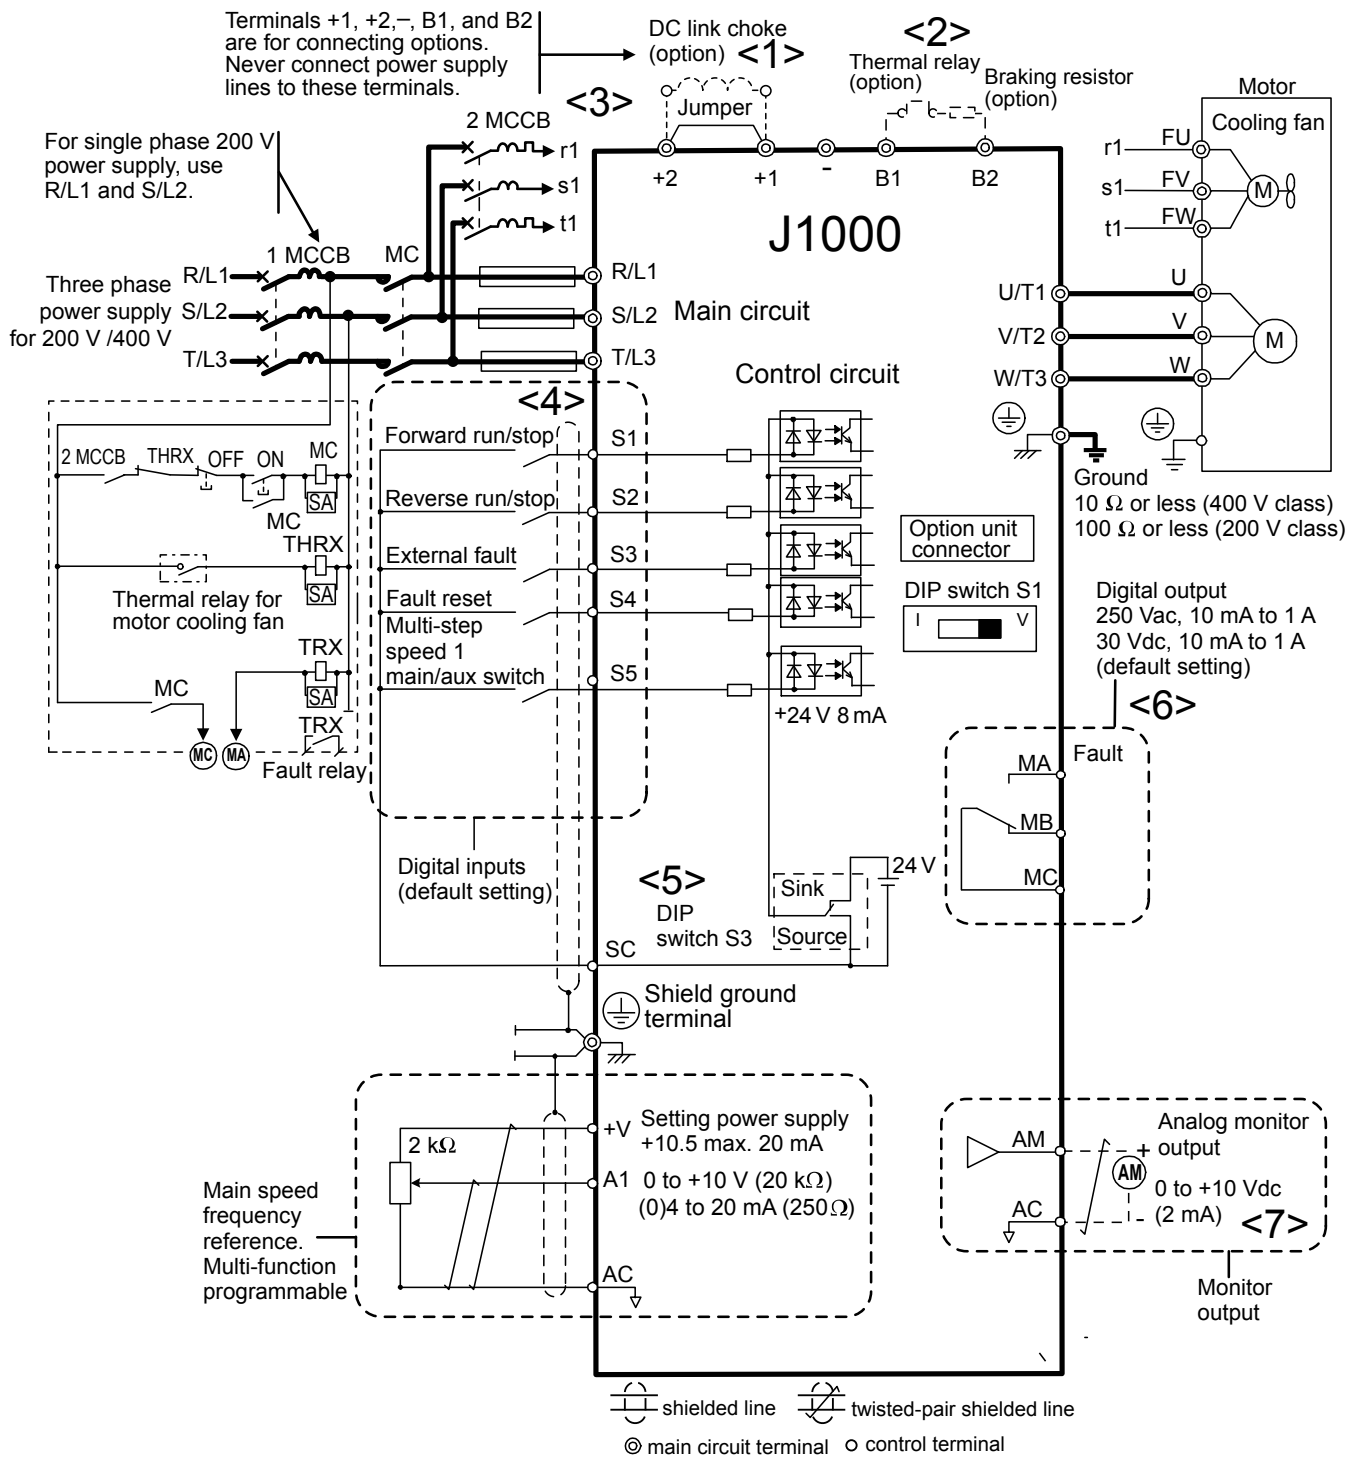 Terminals +1, +2,–, B1, and B2
are for connecting options.
Never connect power supply
lines to these terminals.
DC link choke
(option) <1>
Jumper
<2>
Thermal relay
(option)
Braking resistor
(option)
<3>
2 MCCB
r1
s1
t1
For single phase 200 V
power supply, use
R/L1 and S/L2.
1 MCCB
MC
Three phase
power supply
for 200 V /400 V
R/L1
S/L2
T/L3
+2
+1
-
B1
B2
J1000
R/L1
S/L2
T/L3
Main circuit
Control circuit
Motor
Cooling fan
r1 FU
s1 FV
t1 FW
M
U/T1 U
V/T2 V
W/T3 W
M
Ground
10 Ω or less (400 V class)
100 Ω or less (200 V class)
2 MCCB THRX OFF ON MC
SA
MC
THRX
SA
Thermal relay for
motor cooling fan
TRX
SA
MC
TRX
MC
MA
Fault relay
<4>
Forward run/stop
S1
Reverse run/stop
S2
External fault
S3
Fault reset
S4
Multi-step
speed 1
main/aux switch
S5
Digital inputs
(default setting)
+24 V 8 mA
Option unit
connector
DIP switch S1
I V
Digital output
250 Vac, 10 mA to 1 A
30 Vdc, 10 mA to 1 A
(default setting)
<6>
MA
Fault
MB
MC
<5>
DIP
switch S3
Sink
Source
24 V
SC
Shield ground
terminal
2 kΩ
+V
Setting power supply
+10.5 max. 20 mA
A1
0 to +10 V (20 kΩ)
(0)4 to 20 mA (250 Ω)
AC
Main speed
frequency
reference.
Multi-function
programmable
AM
+
AM
AC
-
Analog monitor
output
0 to +10 Vdc
(2 mA) <7>
Monitor
output
shielded line
twisted-pair shielded line
main circuit terminal
control terminal